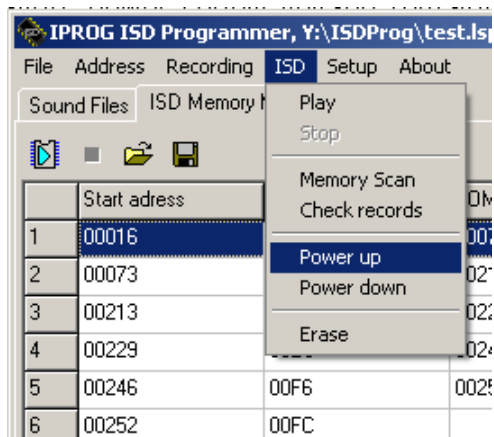 IPROG ISD Programmer, Y:\ISDProg\test.lsp
File Address Recording ISD Setup About
Sound Files ISD Memory
Play
Stop
Memory Scan
Check records
Power up
Power down
Erase
Start adress
1 00016
2 00073
3 00213
4 00229
5 00246 00F6 0025
6 00252 00FC